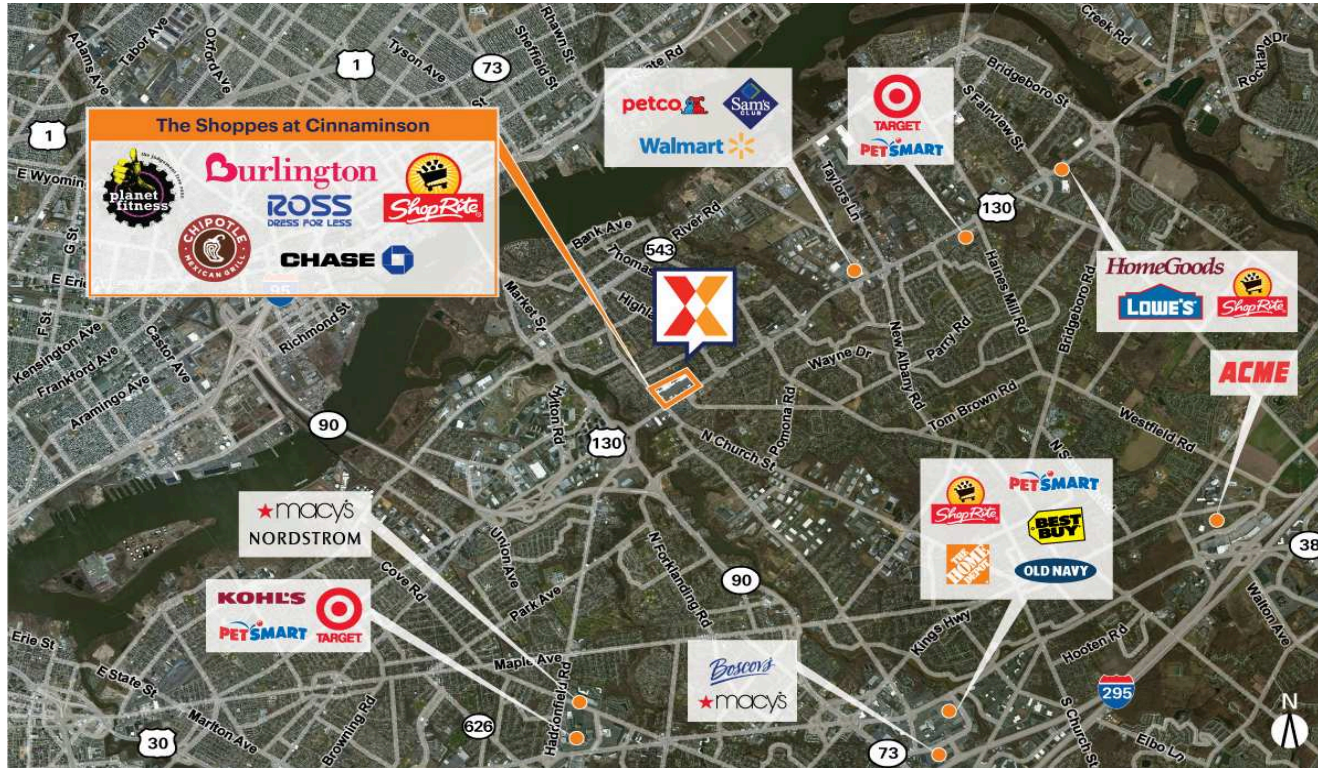 Adams Ave
Tabor Ave
Oxford Ave
1
Tyson Ave
73
Sheffield St
Rhawn St
Creek Rd
Rockland Dr
1
The Shoppes at Cinnaminson
planet
fitness
Burlington
ROSS
DRESS FOR LESS
ShopRite
CHIPOTLE
MEXICAN GRILL
CHASE
petco
Sam's
CLUB
Walmart
TARGET
PETSMART
Bridgeboro St
S Fairview St
130
Taylors Ln
River Rd
Bank Ave
543
Haines Mill Rd
Bridgeboro Rd
HomeGoods
LOWE'S
ShopRite
G St
F St
Kensington Ave
Frankford Ave
Aramingo Ave
Castor Ave
Richmond St
95
Market St
Wayne Dr
New Albany Rd
Parry Rd
Tom Brown Rd
Westfield Rd
ACME
90
Hylton Rd
130
N Church St
Pomona Rd
ShopRite
PETSMART
BEST
BUY
THE
HOME
DEPOT
OLD NAVY
38
macy's
NORDSTROM
Union Ave
Park Ave
Cove Rd
N Forklanding Rd
90
Kings Hwy
Hooten Rd
Walton Ave
KOHL'S
PETSMART
TARGET
Erie St
E State St
Marlton Ave
30
Browning Rd
626
Maple Ave
Haddonfield Rd
Boscov's
macy's
73
S Church St
295
Elbo Ln
N